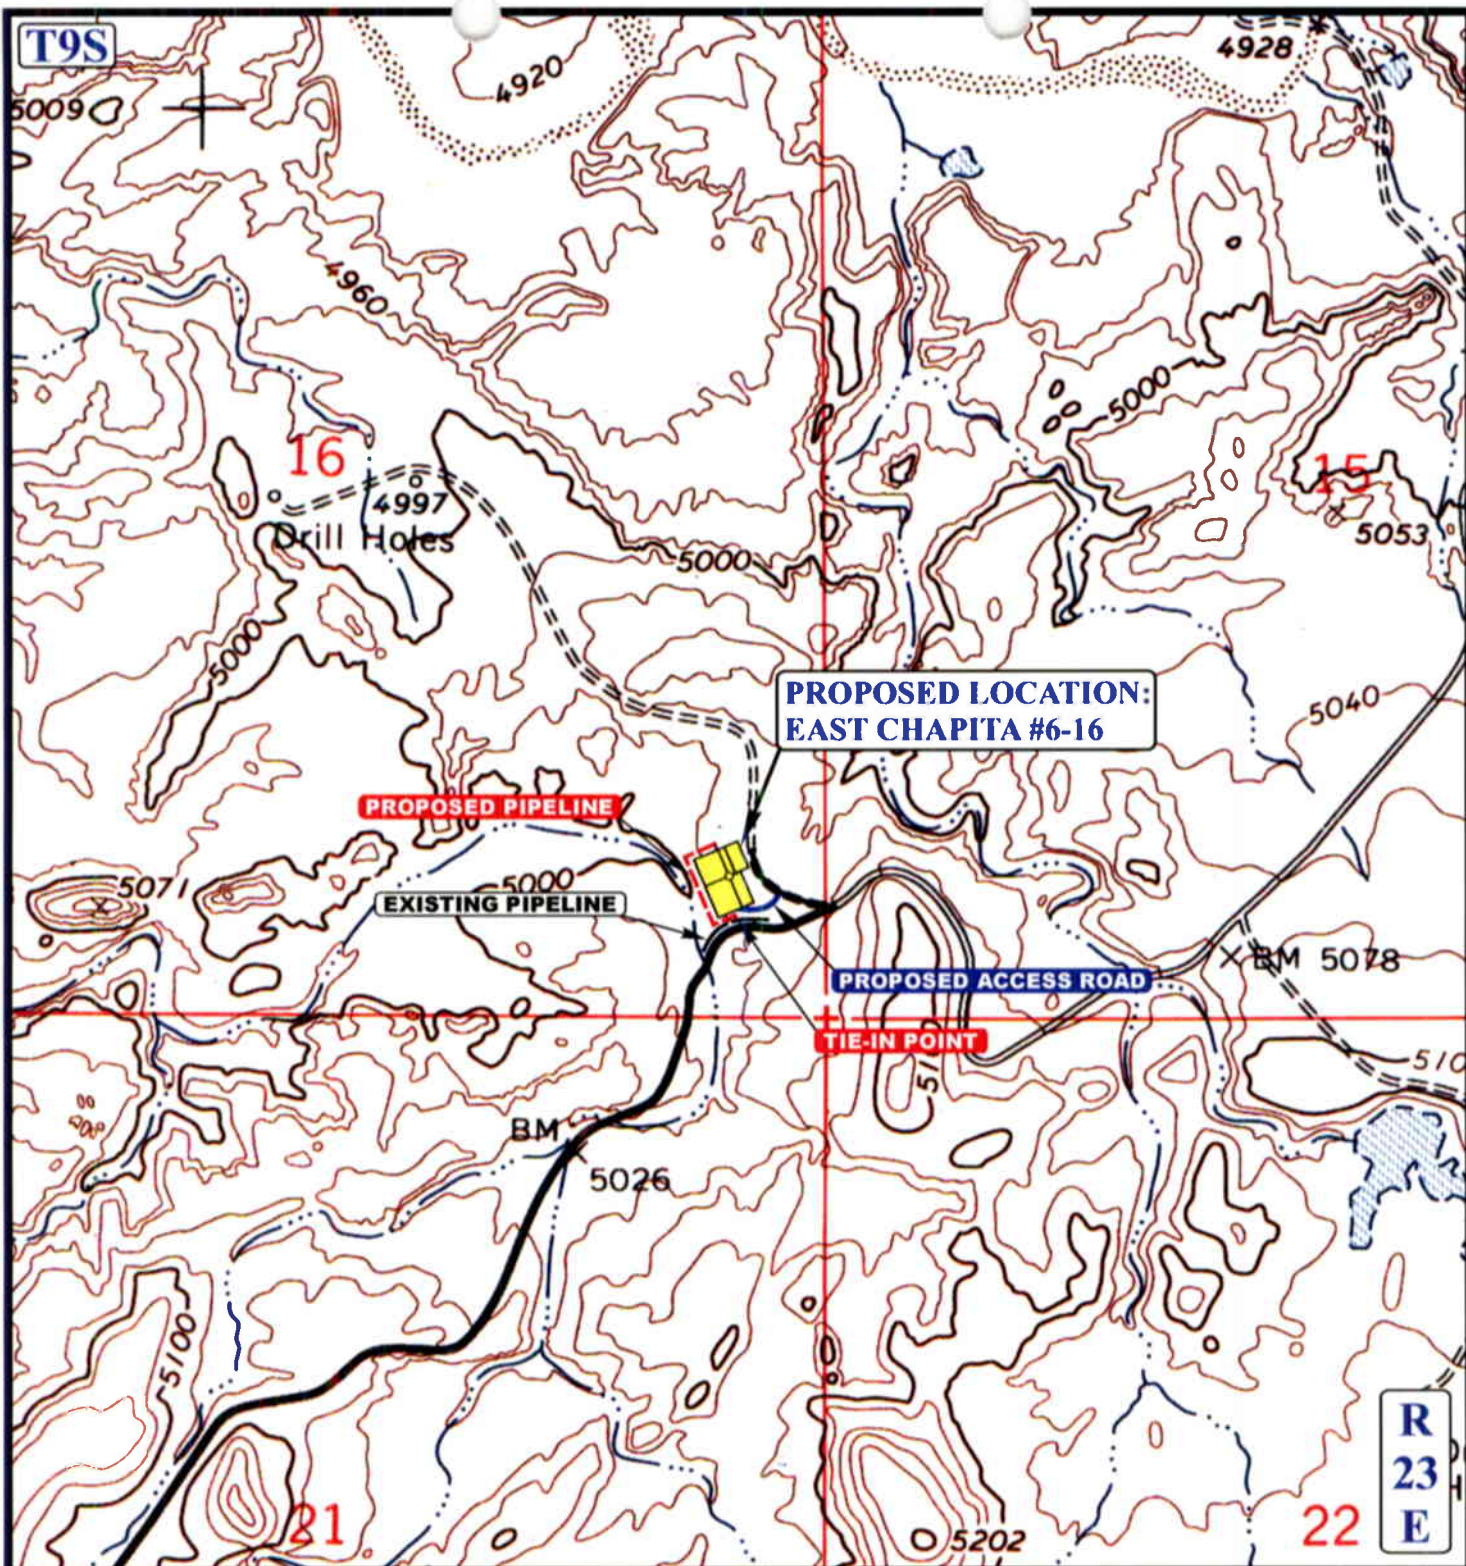 T9S
4920
4928
5009
4960
5000
16
15
4997
Drill Holes
5053
5000
5000
PROPOSED LOCATION:
EAST CHAPITA #6-16
5040
PROPOSED PIPELINE
5071
5000
EXISTING PIPELINE
BM 5078
PROPOSED ACCESS ROAD
TIE-IN POINT
BM
5026
5100
R
23
E
21
22
5202